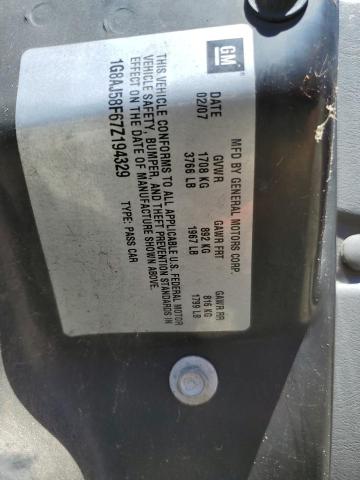 GM
MFD BY GENERAL MOTORS CORP.
DATE GVWR GAWR FRT GAWR RR
02/07 1708 KG 892 KG 816 KG
3766 LB 1967 LB 1799 LB
THIS VEHICLE CONFORMS TO ALL APPLICABLE U.S. FEDERAL MOTOR
VEHICLE SAFETY, BUMPER, AND THEFT PREVENTION STANDARDS IN
EFFECT ON THE DATE OF MANUFACTURE SHOWN ABOVE.
1G8AJ58F67Z194329 TYPE: PASS CAR